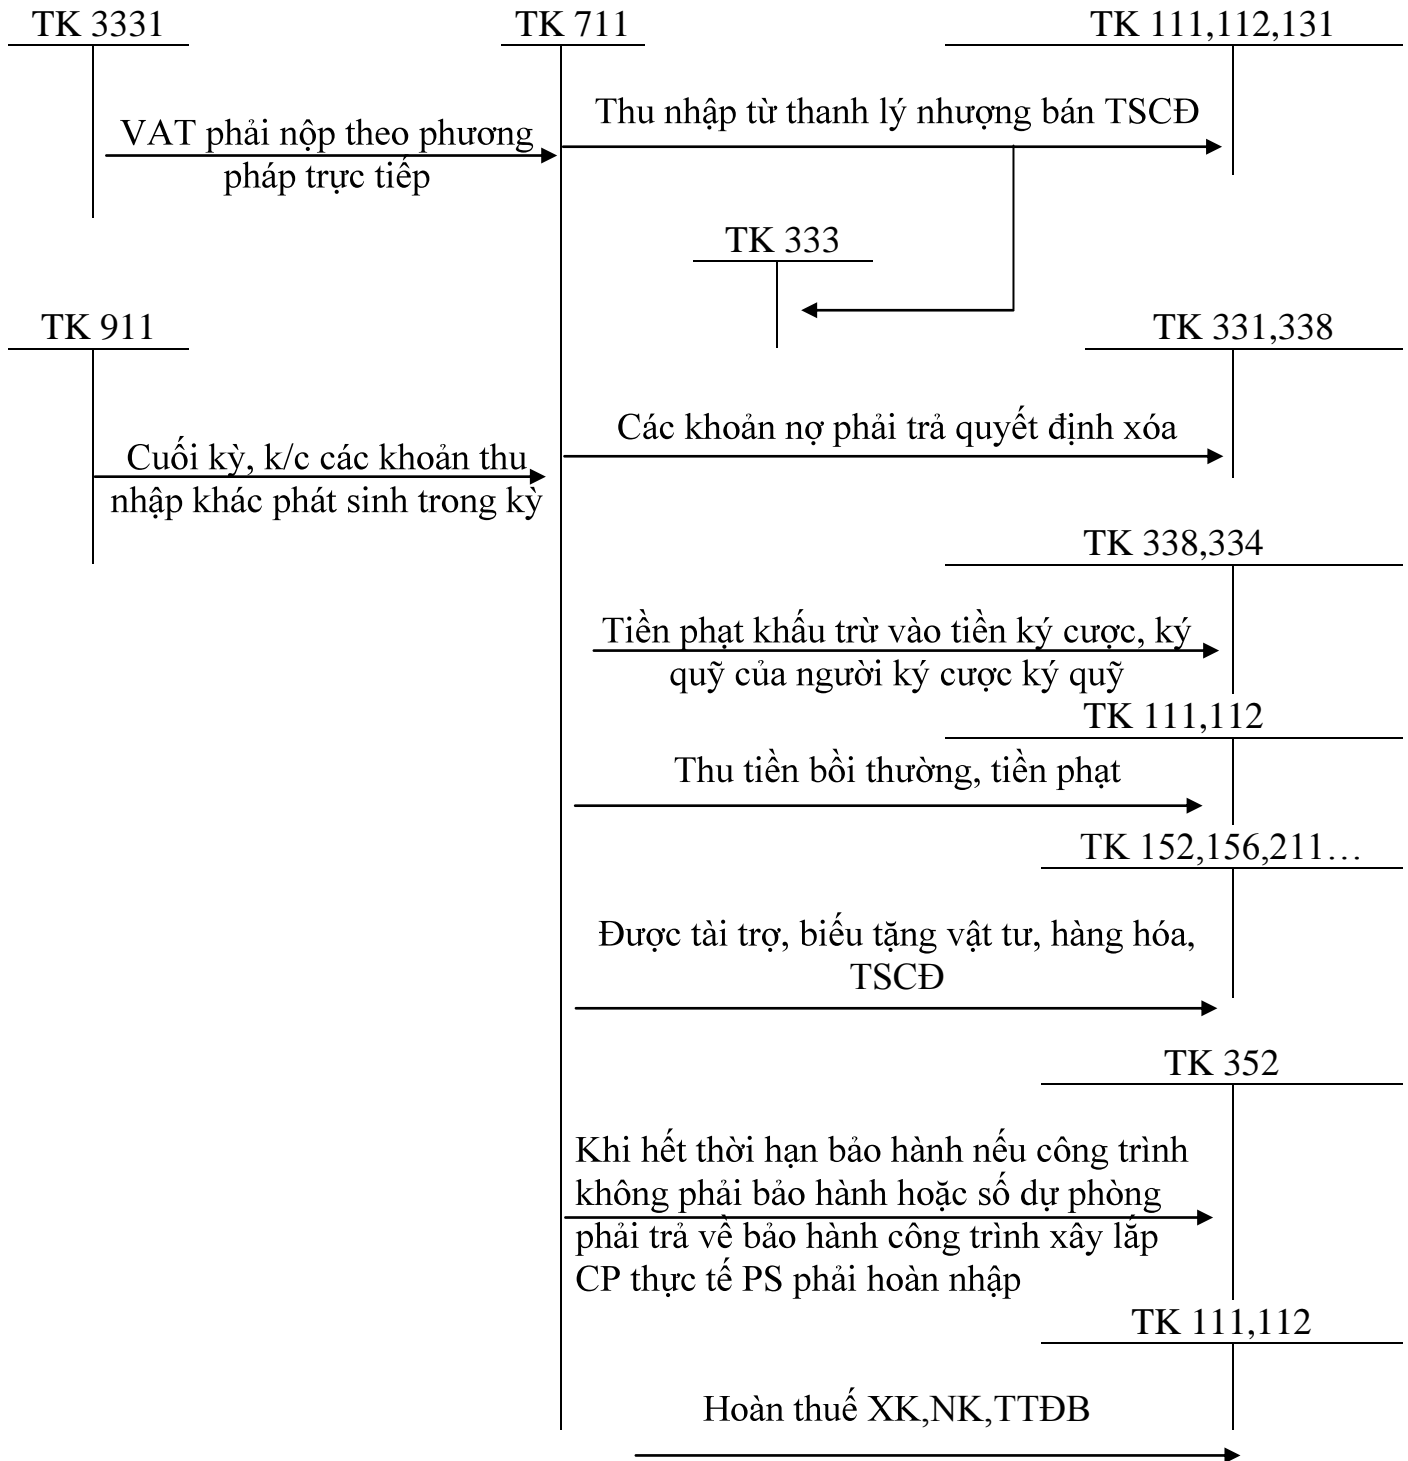 TK 3331
TK 711
TK 111,112,131
Thu nhập từ thanh lý nhượng bán TSCĐ
VAT phải nộp theo phương
pháp trực tiếp
TK 333
TK 911
TK 331,338
Các khoản nợ phải trả quyết định xóa
Cuối kỳ, k/c các khoản thu
nhập khác phát sinh trong kỳ
TK 338,334
Tiền phạt khấu trừ vào tiền ký cược, ký
quỹ của người ký cược ký quỹ
TK 111,112
Thu tiền bồi thường, tiền phạt
TK 152,156,211…
Được tài trợ, biếu tặng vật tư, hàng hóa,
TSCĐ
TK 352
Khi hết thời hạn bảo hành nếu công trình
không phải bảo hành hoặc số dự phòng
phải trả về bảo hành công trình xây lắp
CP thực tế PS phải hoàn nhập
TK 111,112
Hoàn thuế XK,NK,TTĐB